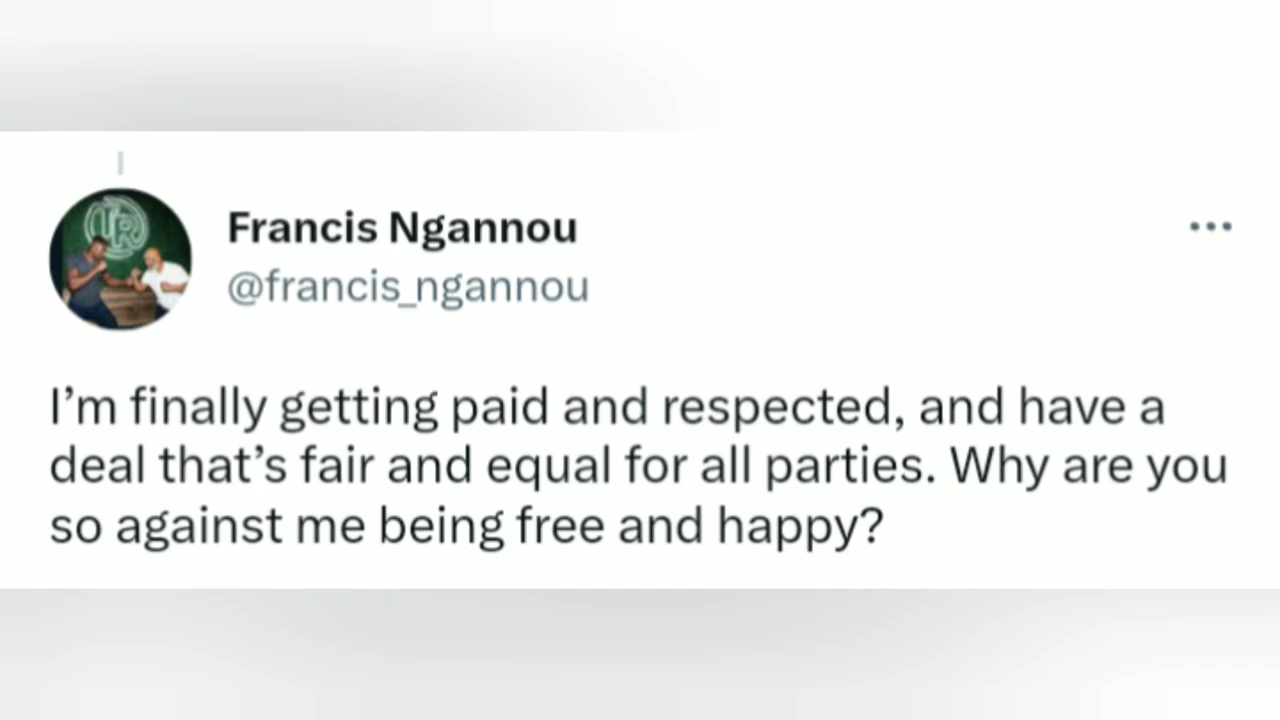 Francis Ngannou
@francis_ngannou
I’m finally getting paid and respected, and have a
deal that’s fair and equal for all parties. Why are you
so against me being free and happy?